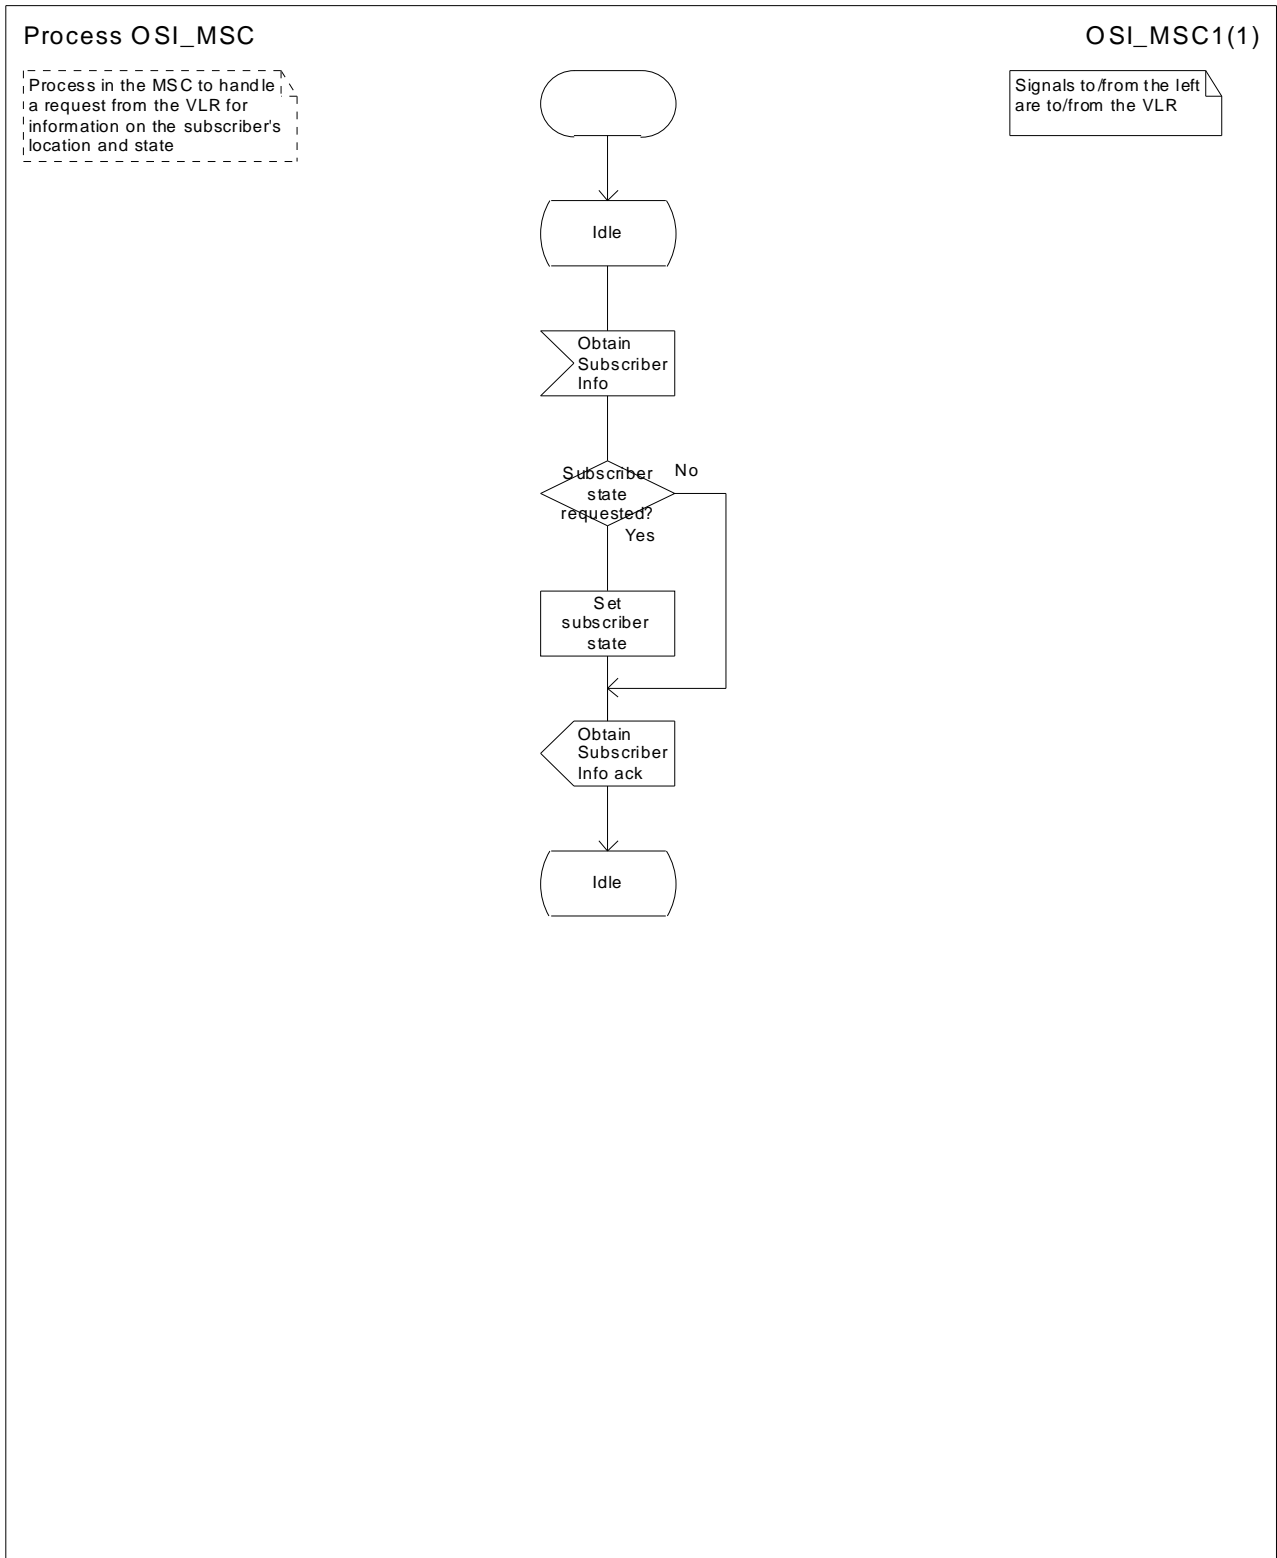 Process OSI_MSC
OSI_MSC1(1)
Process in the MSC to handle
a request from the VLR for
information on the subscriber's
location and state
Signals to/from the left
are to/from the VLR
Idle
Obtain
Subscriber
Info
Subscriber
state
requested?
No
Yes
Set
subscriber
state
Obtain
Subscriber
Info ack
Idle